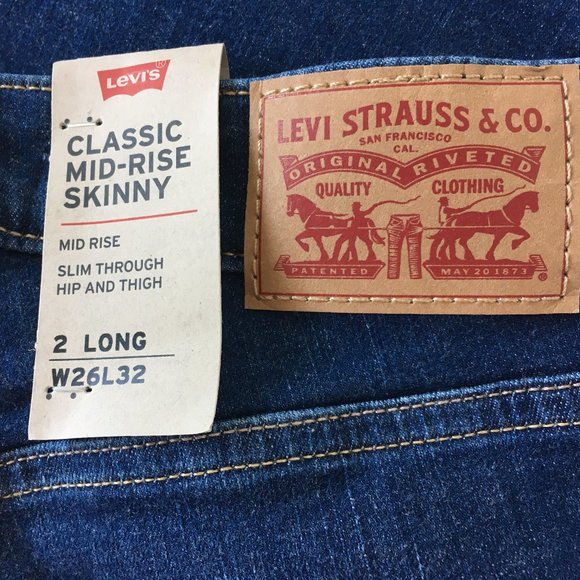 Levi's®
CLASSIC
MID-RISE
SKINNY
MID RISE
SLIM THROUGH
HIP AND THIGH
2 LONG
W26L32
LEVI STRAUSS & CO.
SAN FRANCISCO
CAL.
ORIGINAL RIVETED
QUALITY CLOTHING
PATENTED MAY 20 1873
®